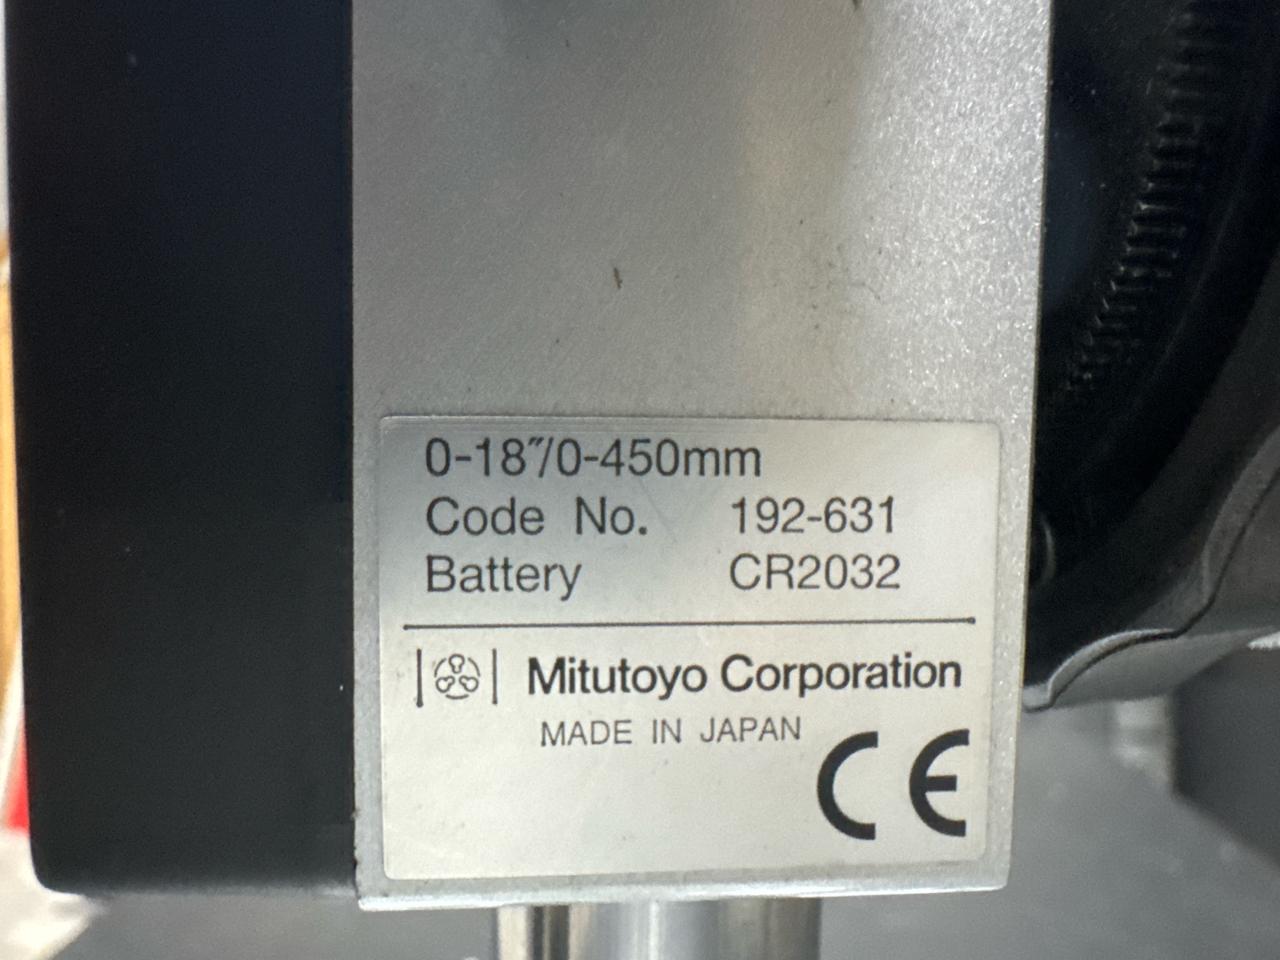 0-18"/0-450mm
Code No. 192-631
Battery CR2032
Mitutoyo Corporation
MADE IN JAPAN
CE